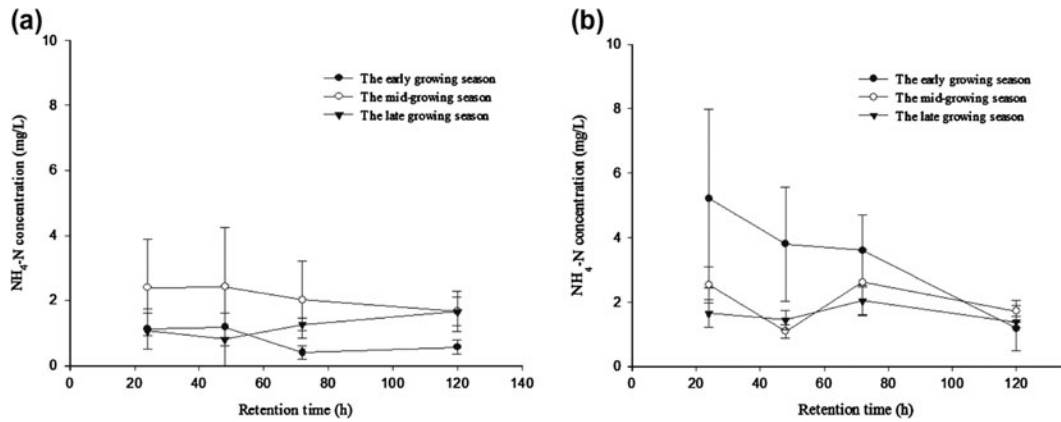 (a)
10
8
6
4
2
0
NH4-N concentration (mg/L)
The early growing season
The mid-growing season
The late growing season
0 20 40 60 80 100 120 140
Retention time (h)
(b)
10
8
6
4
2
0
NH4-N concentration (mg/L)
The early growing season
The mid-growing season
The late growing season
0 20 40 60 80 100 120
Retention time (h)